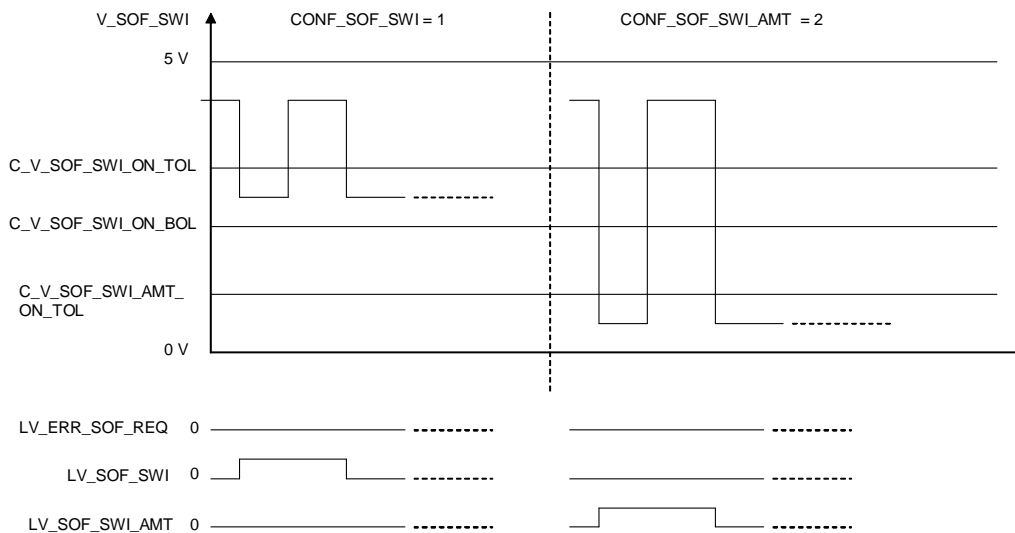 V_SOF_SWI
CONF_SOF_SWI = 1
CONF_SOF_SWI_AMT = 2
5 V
C_V_SOF_SWI_ON_TOL
C_V_SOF_SWI_ON_BOL
C_V_SOF_SWI_AMT_
ON_TOL
0 V
LV_ERR_SOF_REQ 0
LV_SOF_SWI 0
LV_SOF_SWI_AMT 0